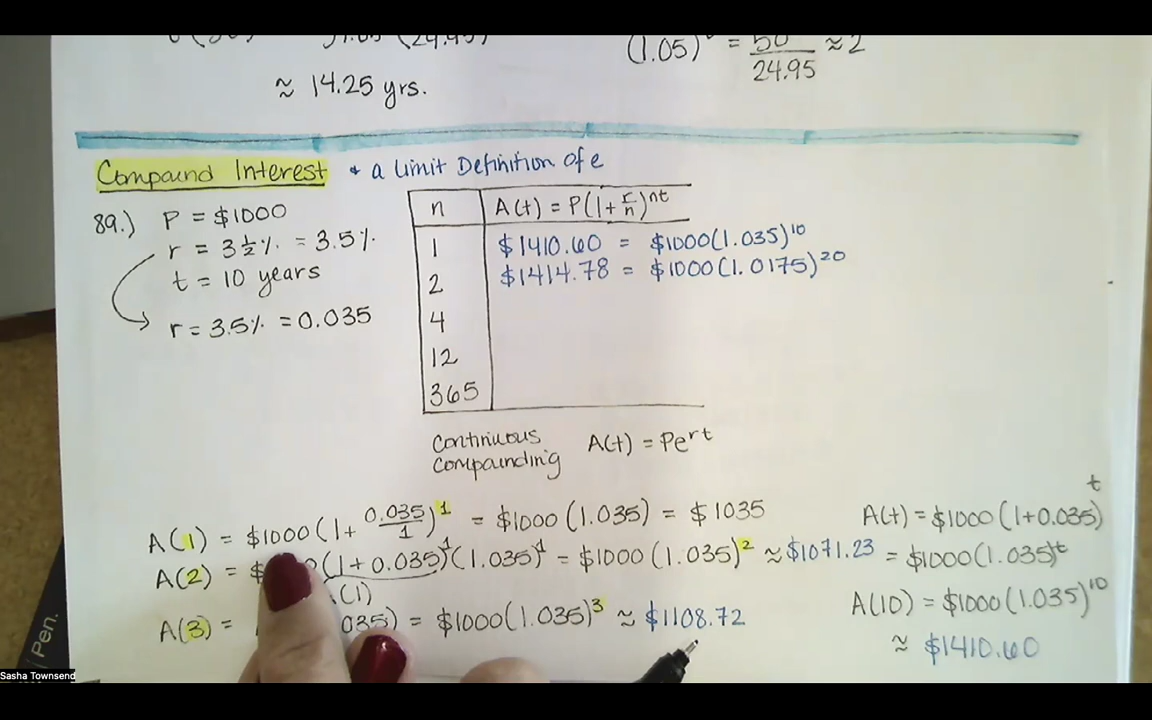 ≈ 14.25 yrs.
(1.05) = 50/24.95 ≈ 2
Compound Interest + a Limit Definition of e
89.) P = $1000
r = 3½% = 3.5%
t = 10 years
r = 3.5% = 0.035
n A(t) = P(1+r/n)^nt
1 $1410.60 = $1000(1.035)^10
2 $1414.78 = $1000(1.0175)^20
4
12
365
Continuous Compounding A(t) = Pe^rt
A(1) = $1000(1+0.035/1)^1 = $1000(1.035) = $1035
A(2) = $ (1+0.035)^1(1.035)^1 = $1000(1.035)^2 ≈ $1071.23
(1)
A(3) = 035) = $1000(1.035)^3 ≈ $1108.72
A(t) = $1000(1+0.035)^t
= $1000(1.035)^t
A(10) = $1000(1.035)^10
≈ $1410.60
Pen.
Sasha Townsend